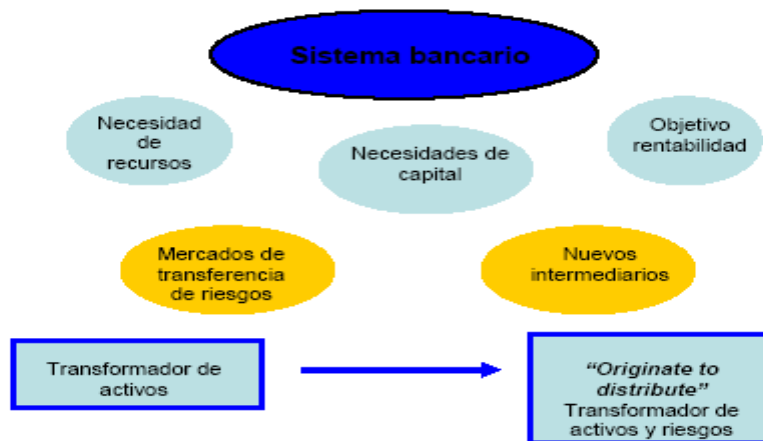 Sistema bancario
Necesidad
de
recursos
Necesidades de
capital
Objetivo
rentabilidad
Mercados de
transferencia
de riesgos
Nuevos
intermediarios
Transformador de
activos
“Originate to
distribute”
Transformador de
activos y riesgos